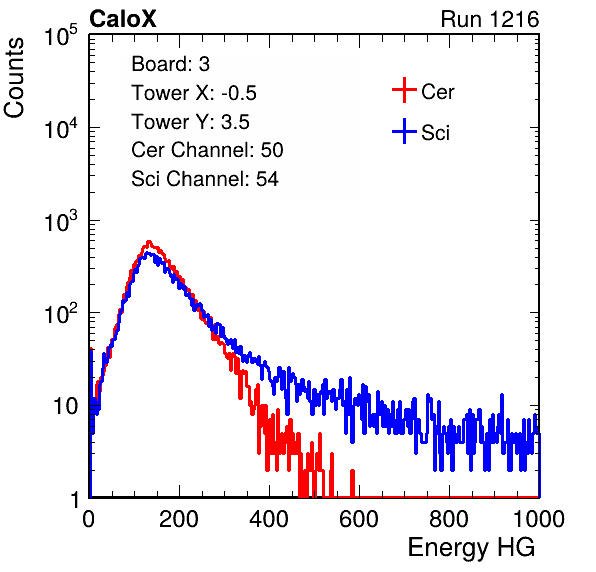 CaloX Run 1216
Counts
Board: 3
Tower X: -0.5
Tower Y: 3.5
Cer Channel: 50
Sci Channel: 54
Cer
Sci
10^5
10^4
10^3
10^2
10
1
0 200 400 600 800 1000
Energy HG